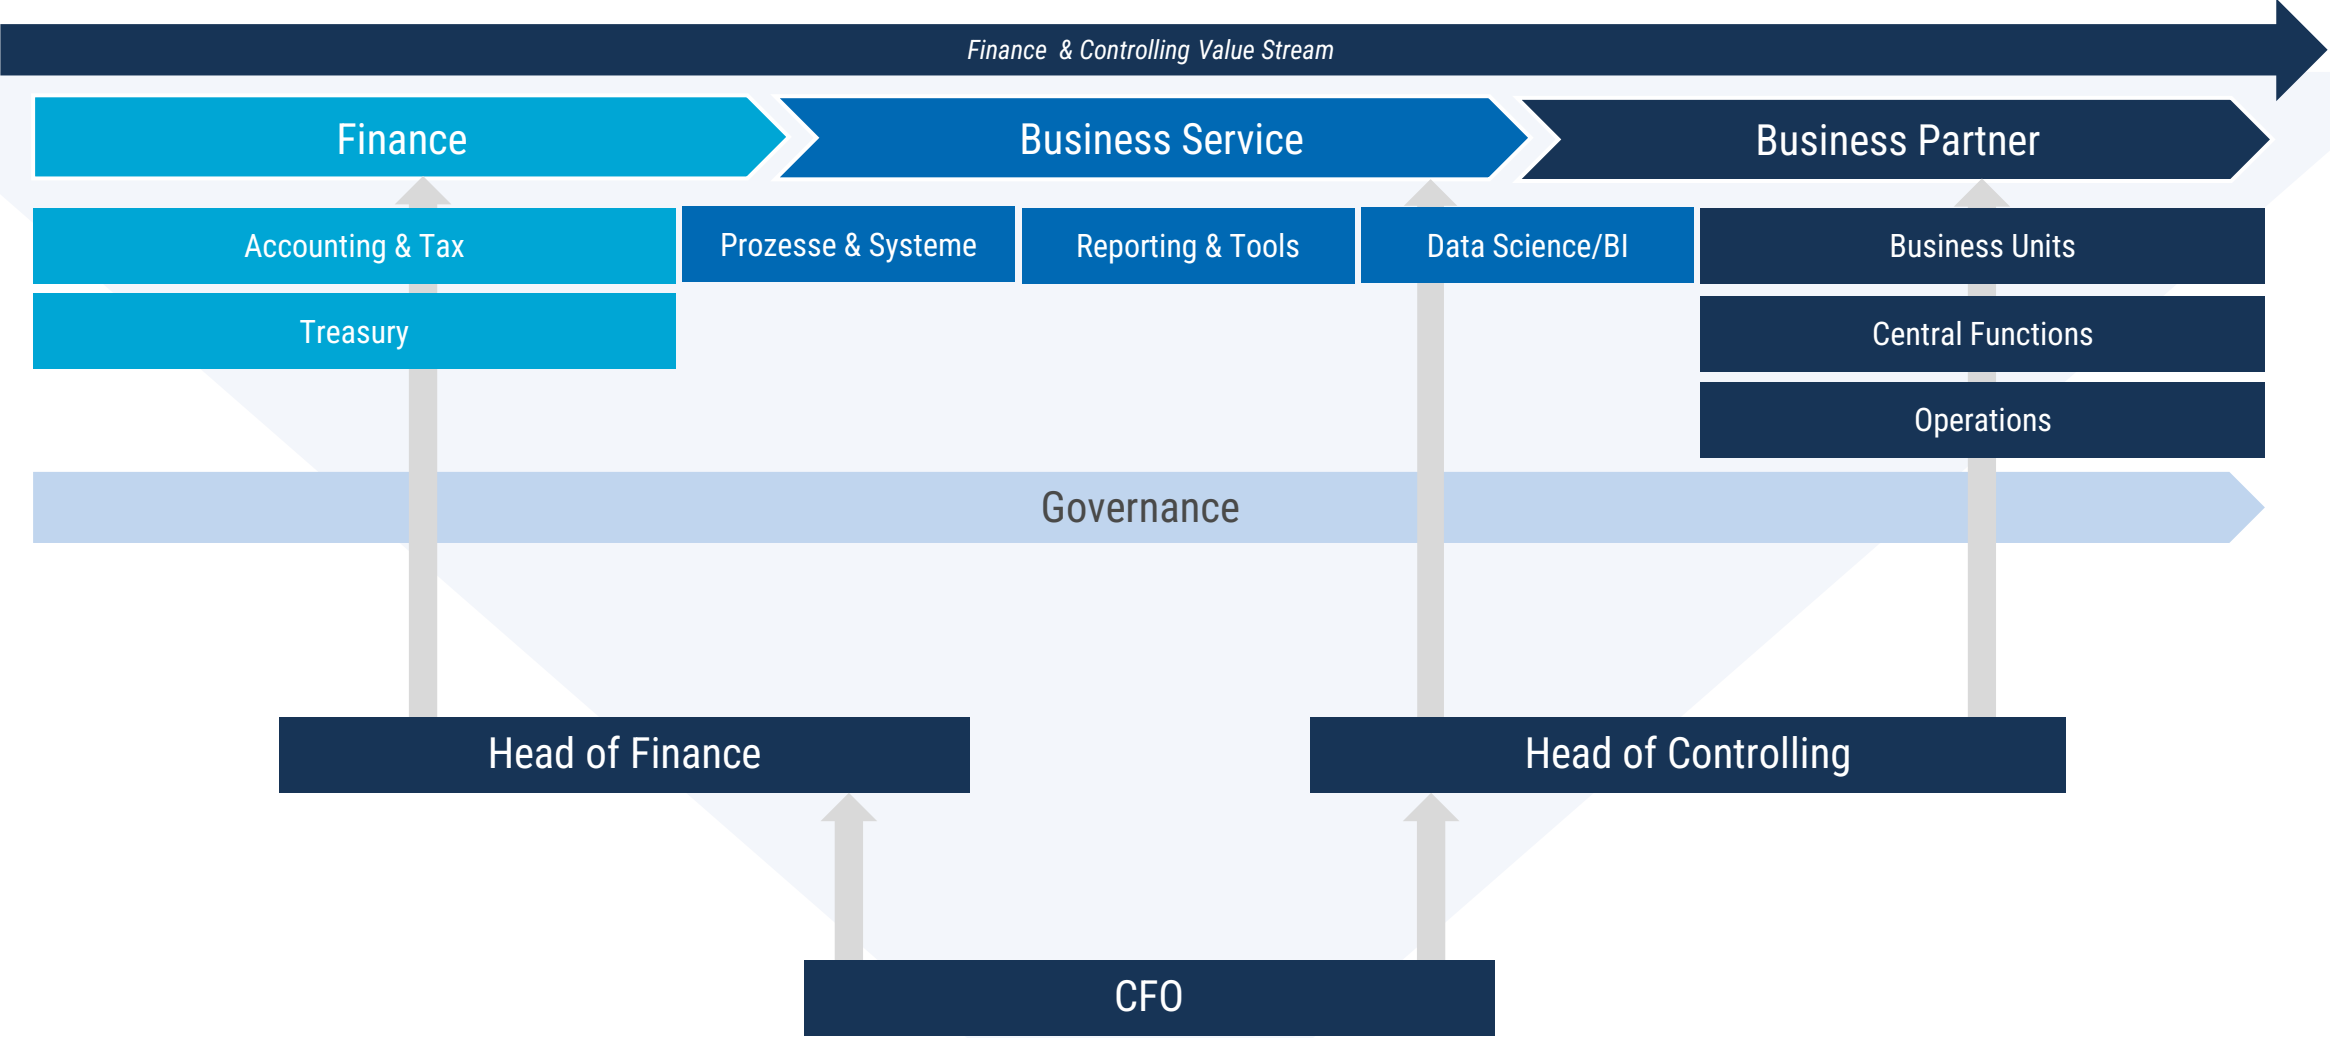 Finance & Controlling Value Stream
Finance
Business Service
Business Partner
Accounting & Tax
Prozesse & Systeme
Reporting & Tools
Data Science/BI
Business Units
Treasury
Central Functions
Operations
Governance
Head of Finance
Head of Controlling
CFO